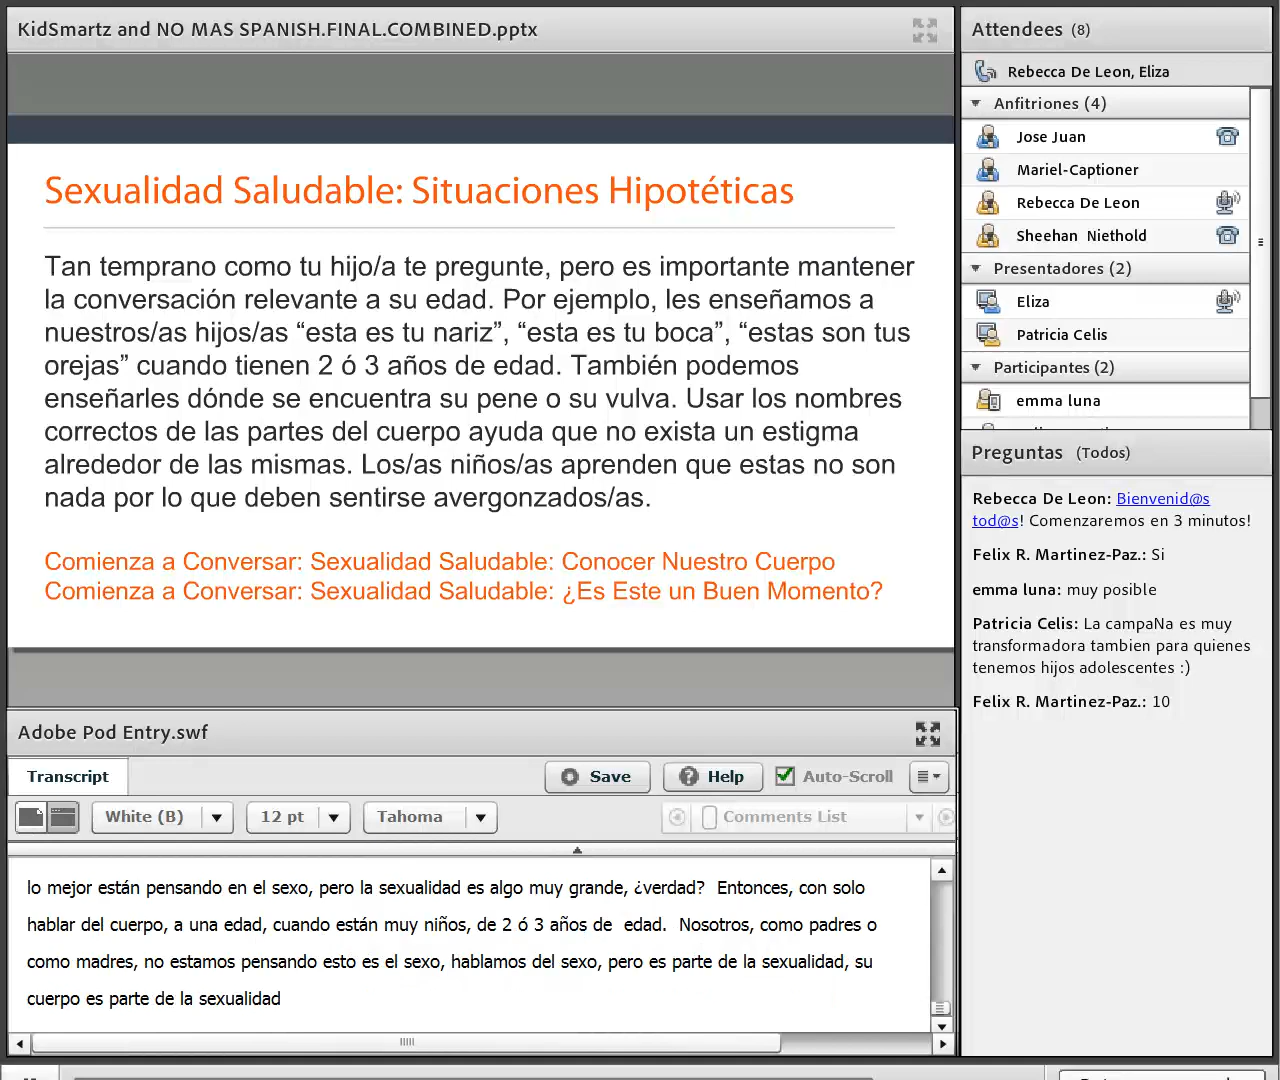 KidSmartz and NO MAS SPANISH.FINAL.COMBINED.pptx
Sexualidad Saludable: Situaciones Hipotéticas
Tan temprano como tu hijo/a te pregunte, pero es importante mantener
la conversación relevante a su edad. Por ejemplo, les enseñamos a
nuestros/as hijos/as “esta es tu nariz”, “esta es tu boca”, “estas son tus
orejas” cuando tienen 2 ó 3 años de edad. También podemos
enseñarles dónde se encuentra su pene o su vulva. Usar los nombres
correctos de las partes del cuerpo ayuda que no exista un estigma
alrededor de las mismas. Los/as niños/as aprenden que estas no son
nada por lo que deben sentirse avergonzados/as.
Comienza a Conversar: Sexualidad Saludable: Conocer Nuestro Cuerpo
Comienza a Conversar: Sexualidad Saludable: ¿Es Este un Buen Momento?
Adobe Pod Entry.swf
Transcript
Save
Help
Auto-Scroll
White (B)
12 pt
Tahoma
Comments List
lo mejor están pensando en el sexo, pero la sexualidad es algo muy grande, ¿verdad? Entonces, con solo
hablar del cuerpo, a una edad, cuando están muy niños, de 2 ó 3 años de edad. Nosotros, como padres o
como madres, no estamos pensando esto es el sexo, hablamos del sexo, pero es parte de la sexualidad, su
cuerpo es parte de la sexualidad
Attendees (8)
Rebecca De Leon, Eliza
Anfitriones (4)
Jose Juan
Mariel-Captioner
Rebecca De Leon
Sheehan Niethold
Presentadores (2)
Eliza
Patricia Celis
Participantes (2)
emma luna
Preguntas (Todos)
Rebecca De Leon: Bienvenid@s
tod@s! Comenzaremos en 3 minutos!
Felix R. Martinez-Paz.: Si
emma luna: muy posible
Patricia Celis: La campaNa es muy
transformadora tambien para quienes
tenemos hijos adolescentes :)
Felix R. Martinez-Paz.: 10